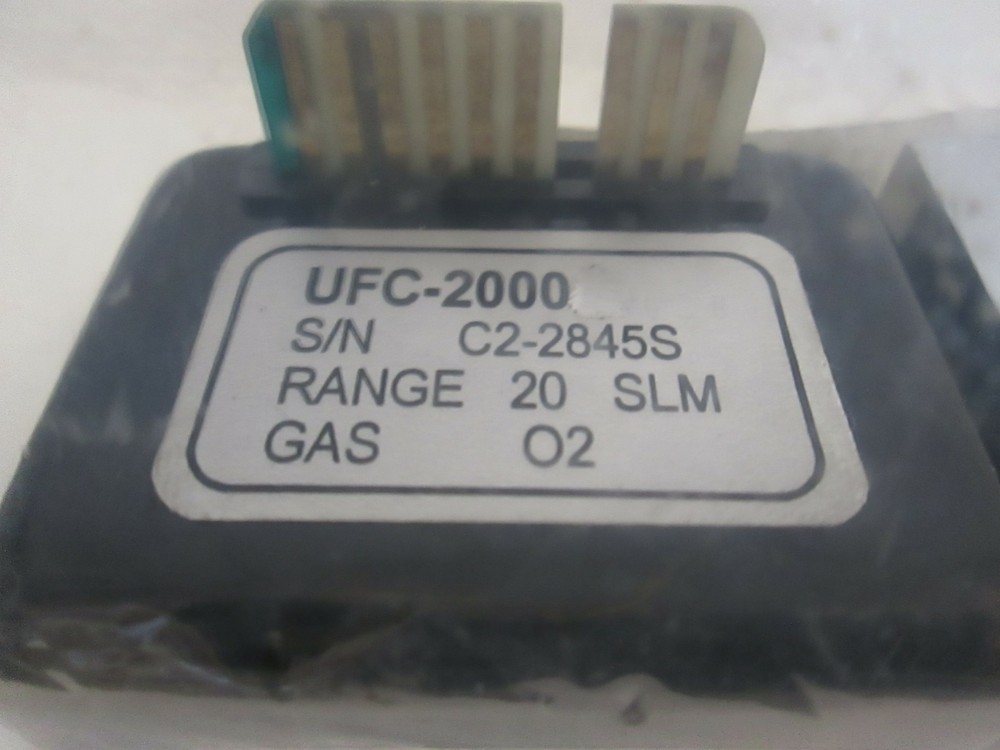 UFC-2000
S/N C2-2845S
RANGE 20 SLM
GAS O2